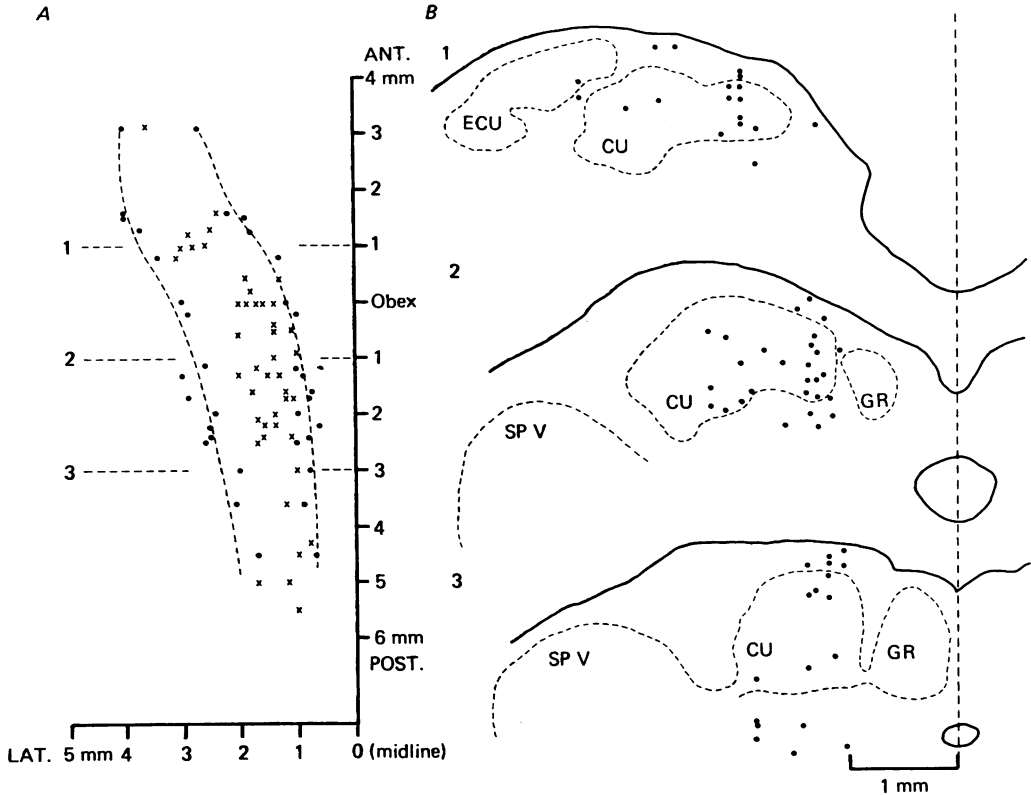 A
ANT.
4 mm
3
2
1
Obex
1
2
3
4
5
6 mm
POST.
1
2
3
LAT. 5 mm 4 3 2 1 0 (midline)
B
1
ECU
CU
2
CU
GR
SP V
3
SP V
CU
GR
1 mm